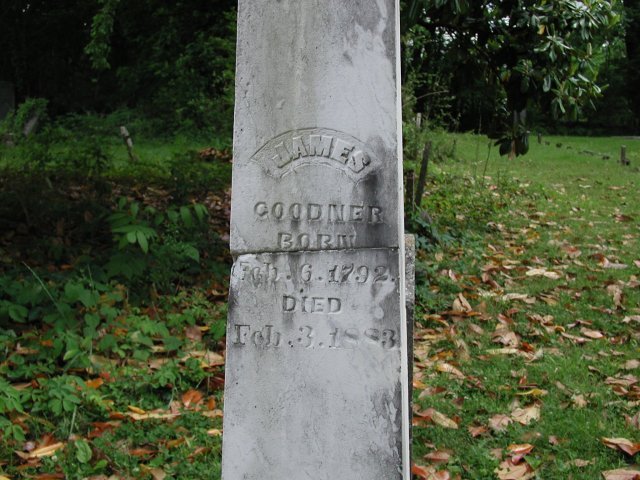 JAMES
GOODNER
BORN
Feb. 6. 1792.
DIED
Feb. 3. 1883.